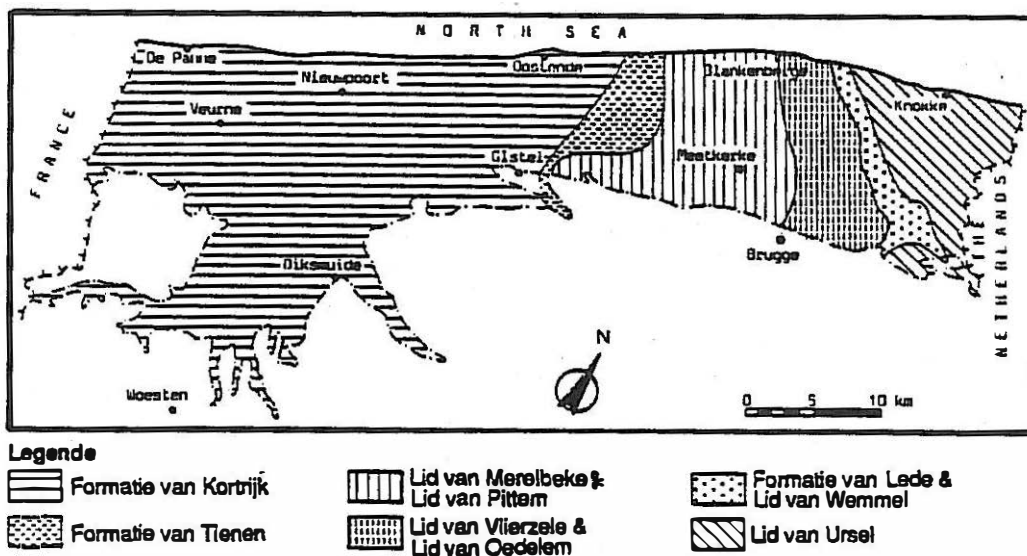 NORTH SEA
De Panne
Nieuwpoort
Oostende
Blankenberge
Knokke
Veurne
FRANCE
Gistel
Meetkerke
Diksmuide
Brugge
THE NETHERLANDS
N
Woesten
0 5 10 km
Legende
Formatie van Kortrijk
Lid van Merelbeke &
Lid van Pittem
Formatie van Lede &
Lid van Wemmel
Formatie van Tienen
Lid van Vlierzele &
Lid van Oedelem
Lid van Ursel